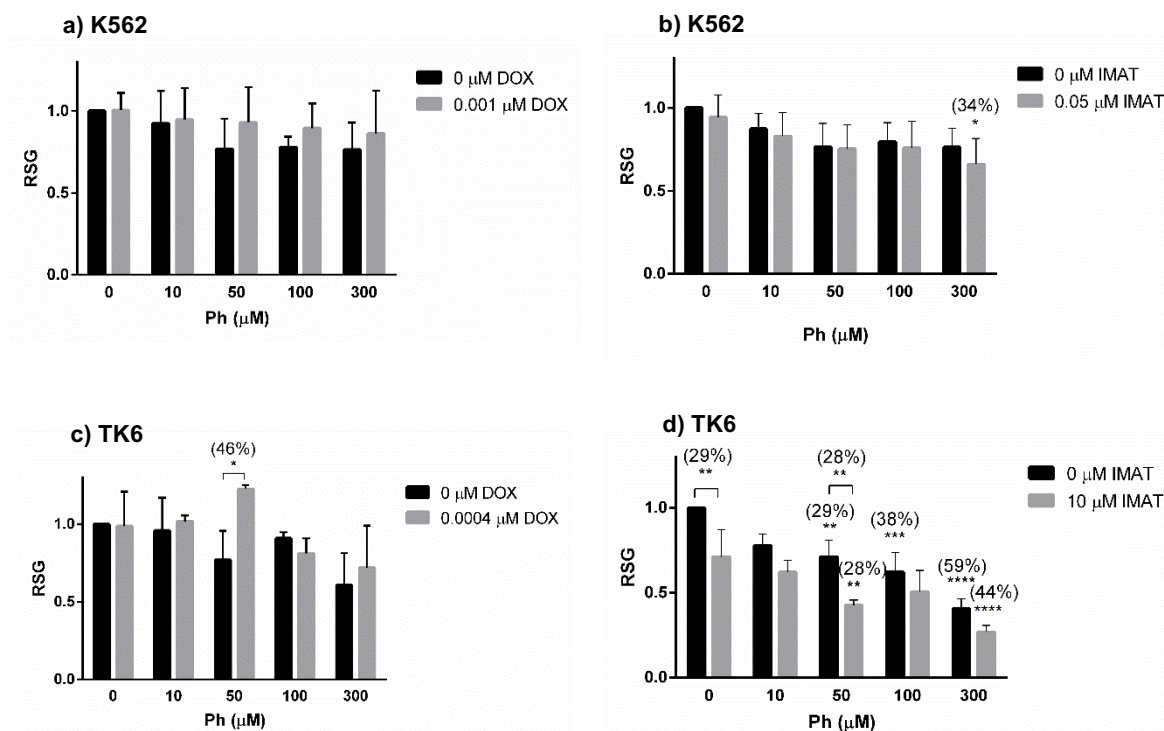 a) K562
0 μM DOX
0.001 μM DOX
1.0
0.5
0.0
RSG
0 10 50 100 300
Ph (μM)
b) K562
0 μM IMAT
0.05 μM IMAT
(34%)
*
1.0
0.5
0.0
RSG
0 10 50 100 300
Ph (μM)
c) TK6
(46%)
*
0 μM DOX
0.0004 μM DOX
1.0
0.5
0.0
RSG
0 10 50 100 300
Ph (μM)
d) TK6
(29%)
**
(28%)
**
0 μM IMAT
10 μM IMAT
(29%)
**
(38%)
***
(28%)
**
(59%)
****
(44%)
****
1.0
0.5
0.0
RSG
0 10 50 100 300
Ph (μM)